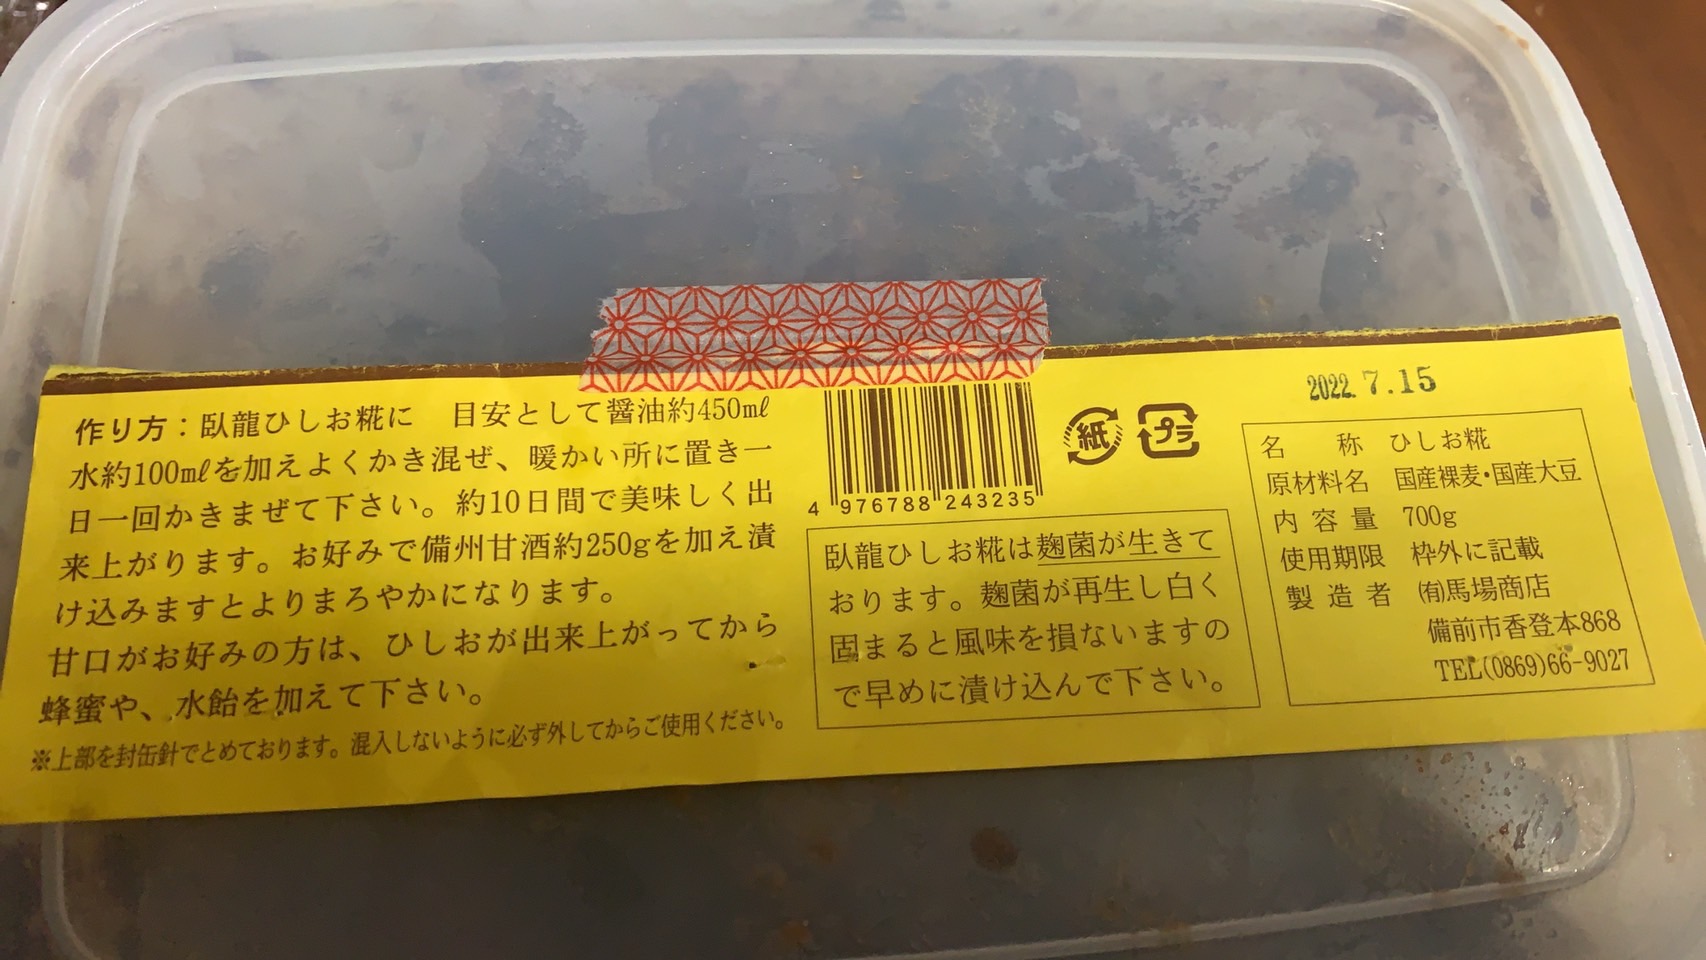 作り方：臥龍ひしお糀に　目安として醤油約450㎖
水約100㎖を加えよくかき混ぜ、暖かい所に置き一
日一回かきまぜて下さい。約10日間で美味しく出
来上がります。お好みで備州甘酒約250gを加え漬
け込みますとよりまろやかになります。
甘口がお好みの方は、ひしおが出来上がってから
蜂蜜や、水飴を加えて下さい。
※上部を封缶針でとめております。混入しないように必ず外してからご使用ください。
4 976788 243235
紙
プラ
臥龍ひしお糀は麹菌が生きて
おります。麹菌が再生し白く
固まると風味を損ないますの
で早めに漬け込んで下さい。
2022.7.15
名　　称　ひしお糀
原材料名　国産裸麦・国産大豆
内 容 量　700g
使用期限　枠外に記載
製 造 者　㈲馬場商店
備前市香登本868
TEL(0869)66-9027